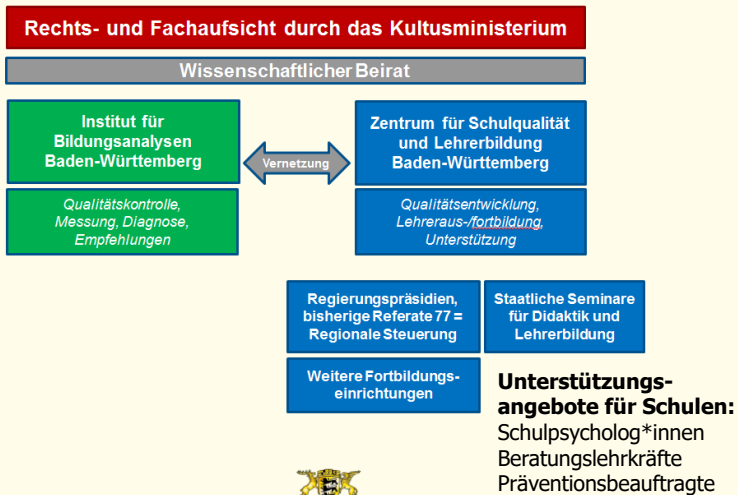 Rechts- und Fachaufsicht durch das Kultusministerium
Wissenschaftlicher Beirat
Institut für
Bildungsanalysen
Baden-Württemberg
Vernetzung
Zentrum für Schulqualität
und Lehrerbildung
Baden-Württemberg
Qualitätskontrolle,
Messung, Diagnose,
Empfehlungen
Qualitätsentwicklung,
Lehreraus-/fortbildung,
Unterstützung
Regierungspräsidien,
bisherige Referate 77 =
Regionale Steuerung
Staatliche Seminare
für Didaktik und
Lehrerbildung
Weitere Fortbildungs-
einrichtungen
Unterstützungs-
angebote für Schulen:
Schulpsycholog*innen
Beratungslehrkräfte
Präventionsbeauftragte